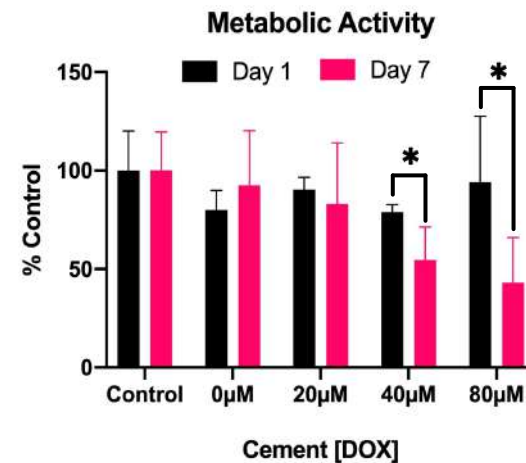 Metabolic Activity
Day 1 Day 7
*
*
150
100
50
0
% Control
Control 0µM 20µM 40µM 80µM
Cement [DOX]